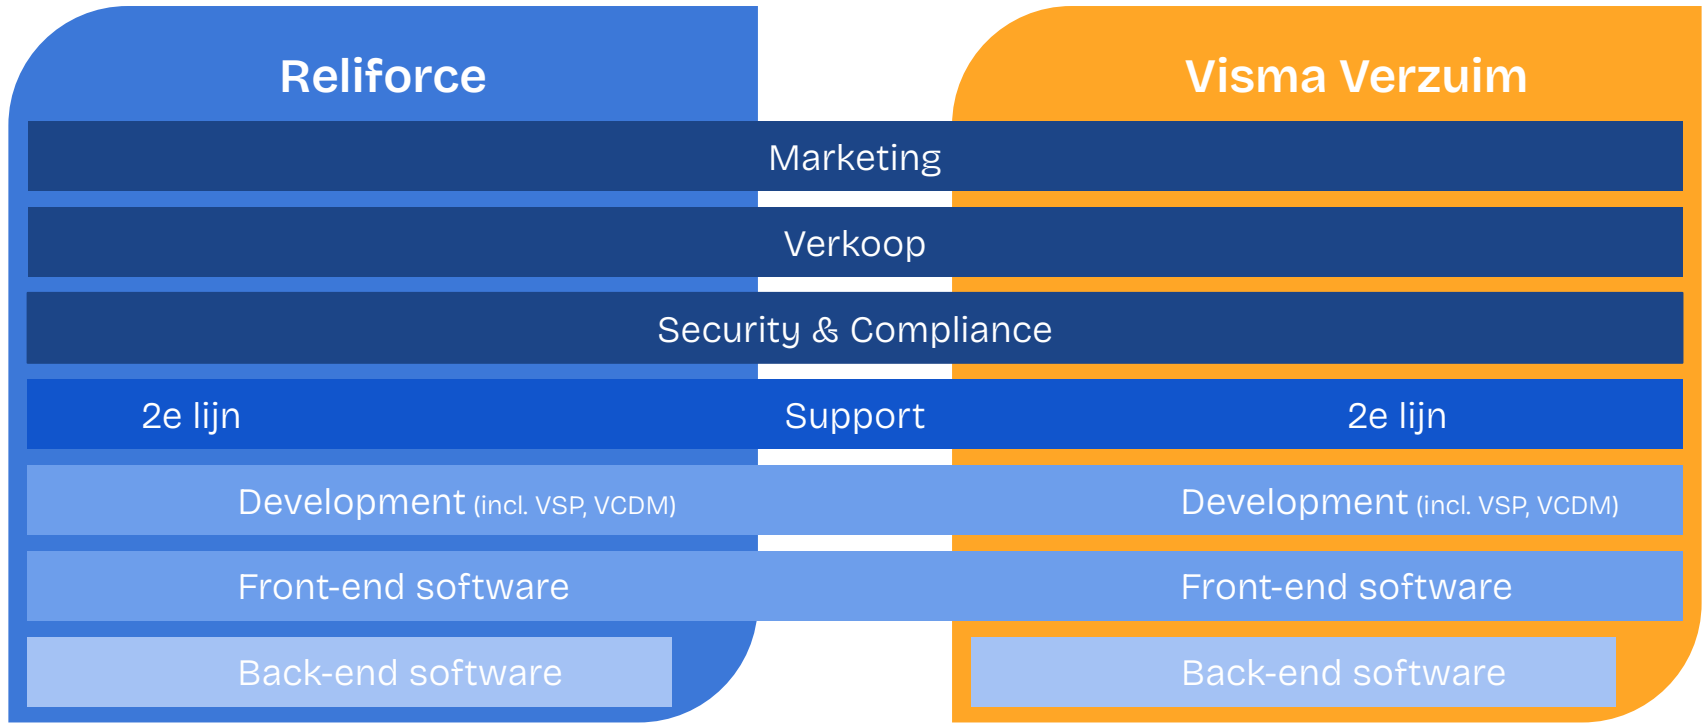 Reliforce
Visma Verzuim
Marketing
Verkoop
Security & Compliance
2e lijn Support 2e lijn
Development (incl. VSP, VCDM) Development (incl. VSP, VCDM)
Front-end software Front-end software
Back-end software Back-end software